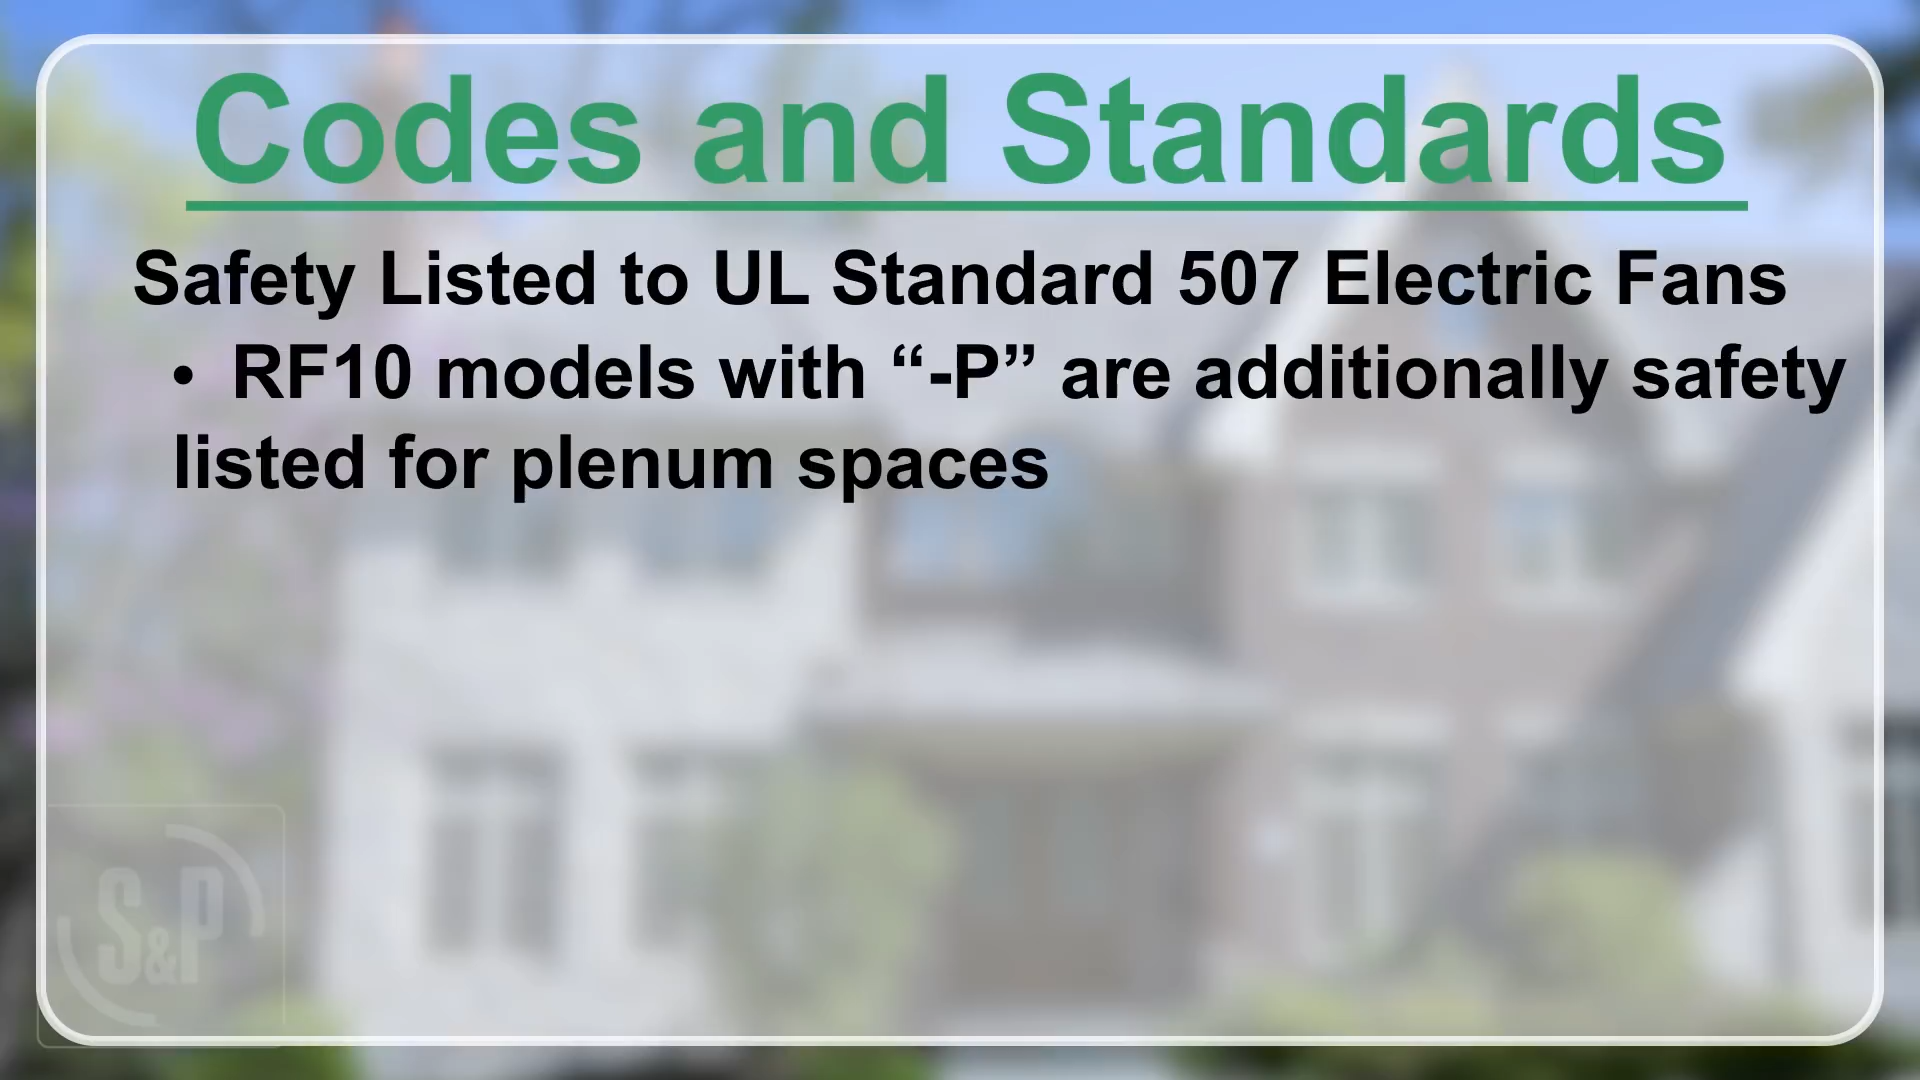 Codes and Standards
Safety Listed to UL Standard 507 Electric Fans
• RF10 models with “-P” are additionally safety
listed for plenum spaces
S&P